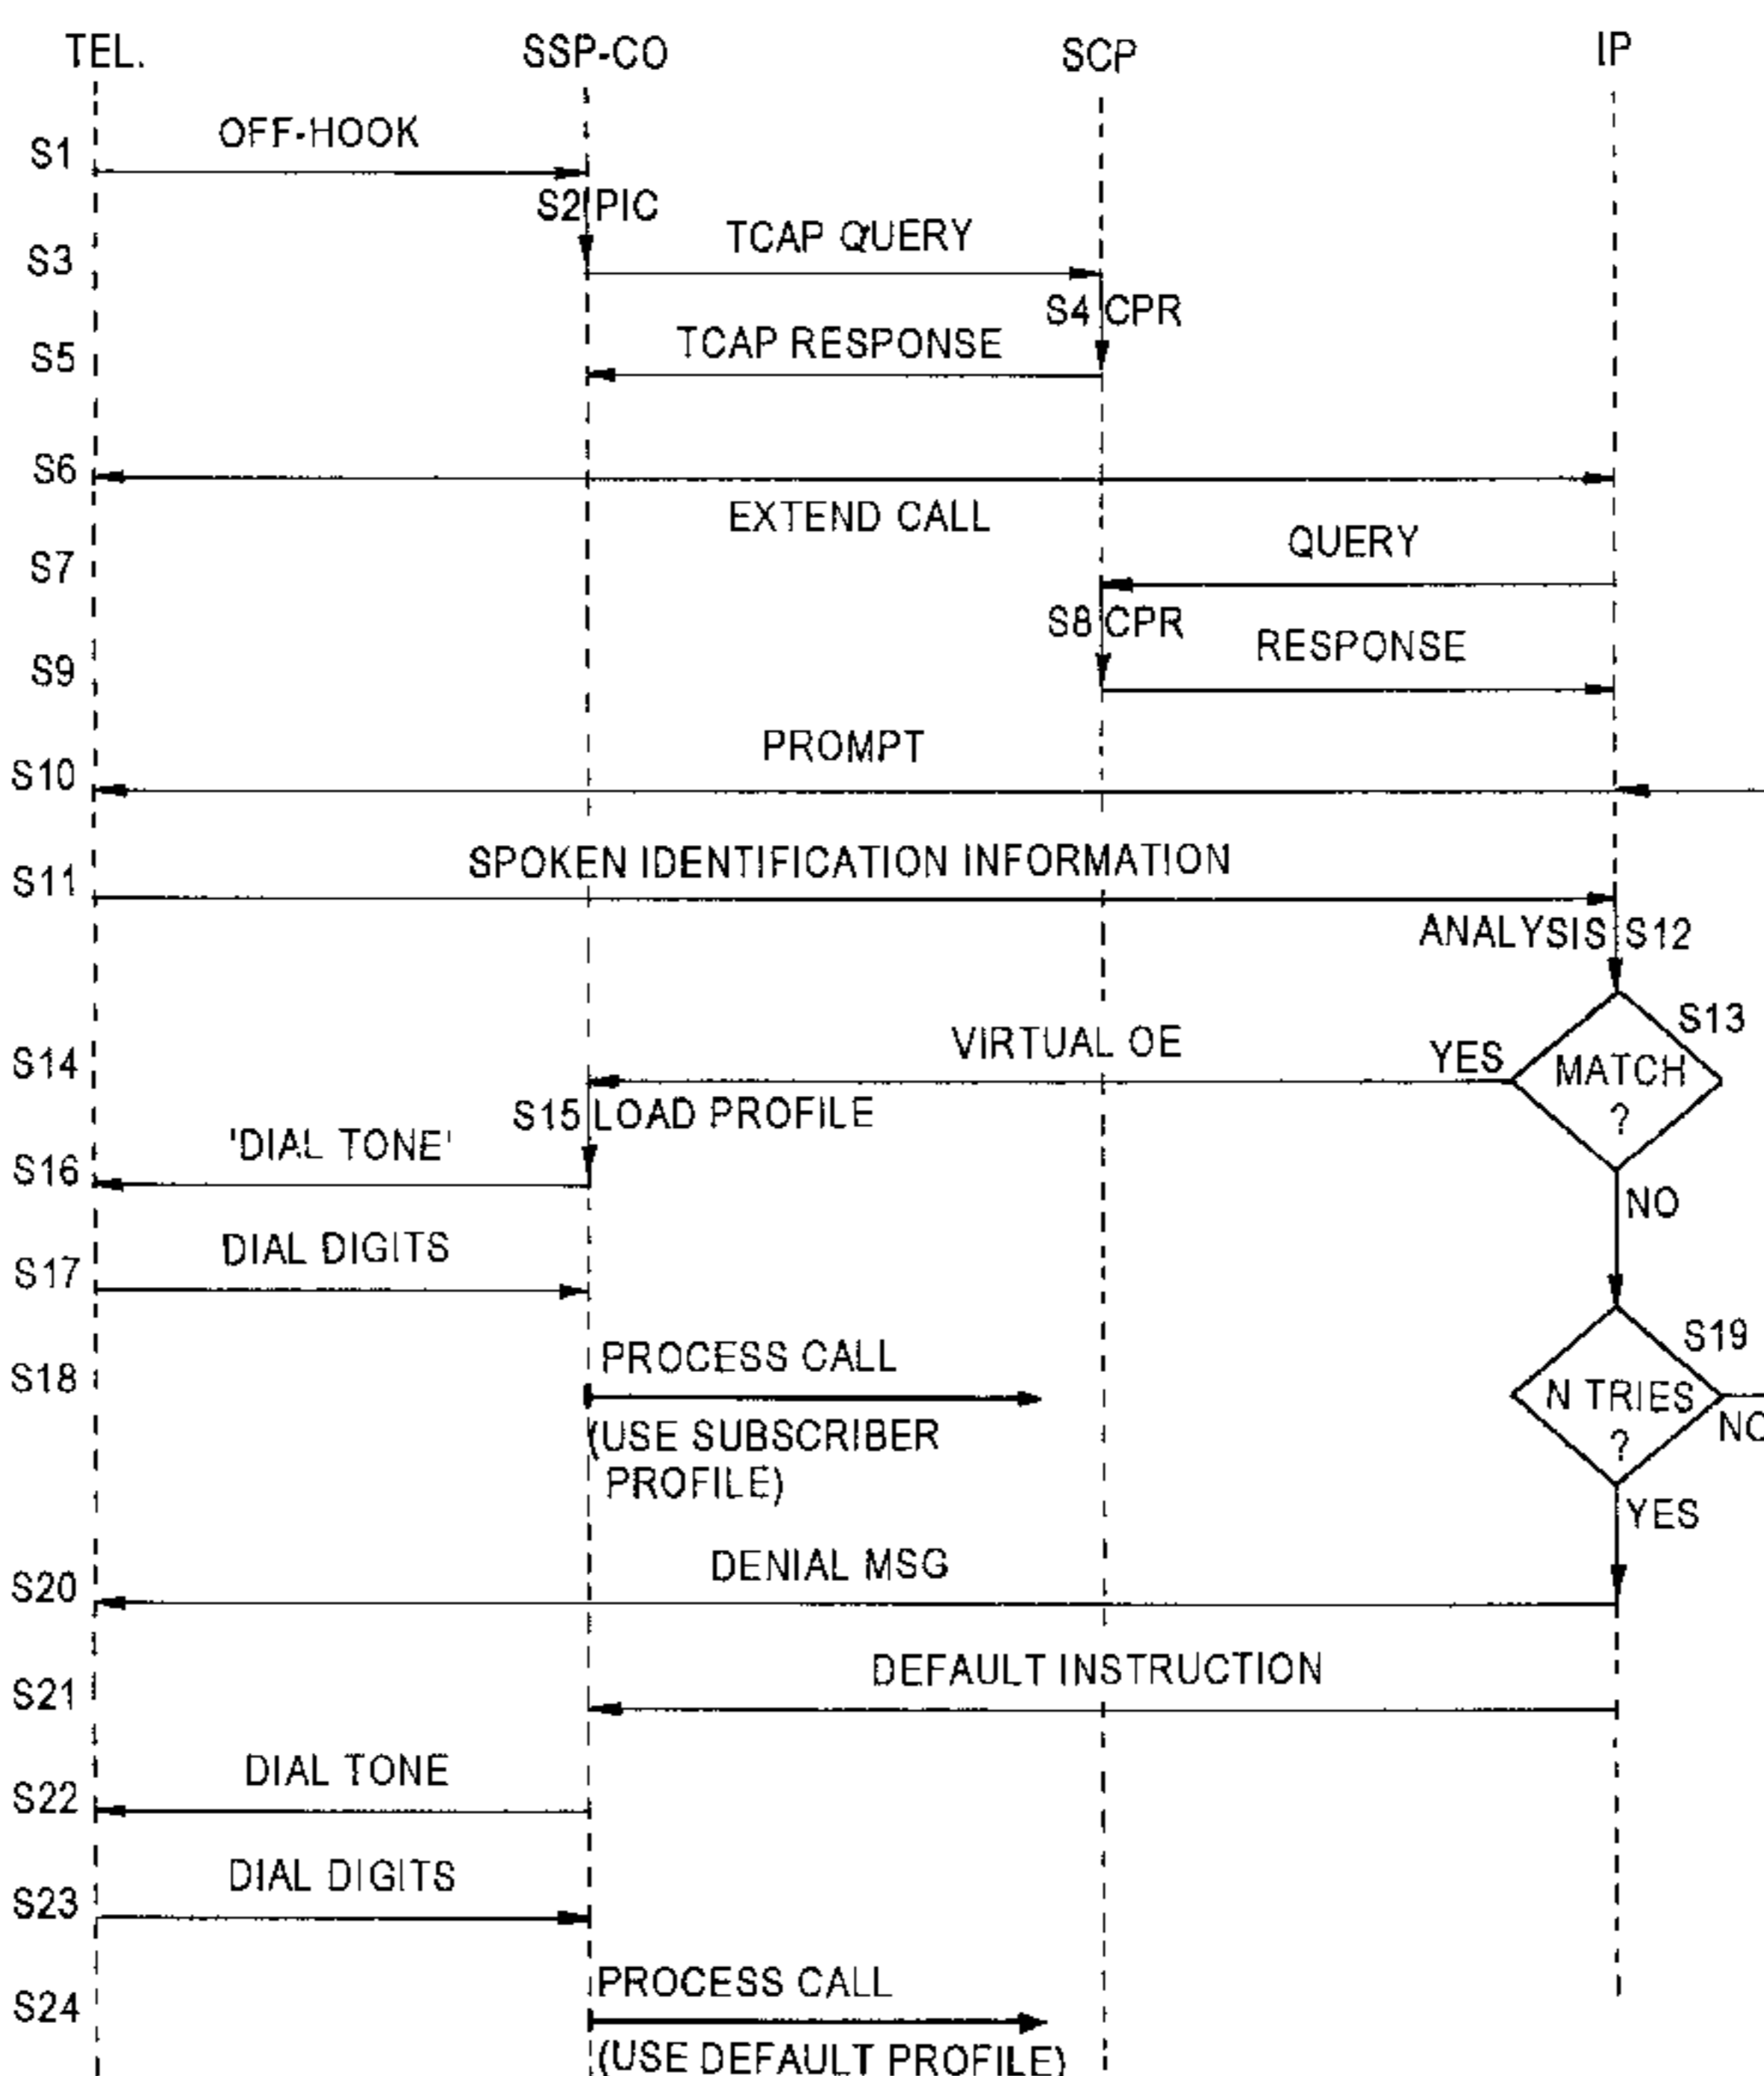 TEL. SSP-CO SCP IP
S1 OFF-HOOK
S2 PIC
S3 TCAP QUERY
S4 CPR
S5 TCAP RESPONSE
S6
EXTEND CALL
S7 QUERY
S8 CPR
S9 RESPONSE
S10 PROMPT
S11 SPOKEN IDENTIFICATION INFORMATION
ANALYSIS S12
S13
S14 VIRTUAL OE YES MATCH
?
S15 LOAD PROFILE
S16 'DIAL TONE'
NO
S17 DIAL DIGITS
S19
S18 PROCESS CALL
N TRIES
? NO
(USE SUBSCRIBER
PROFILE)
YES
S20 DENIAL MSG
S21 DEFAULT INSTRUCTION
S22 DIAL TONE
S23 DIAL DIGITS
S24 PROCESS CALL
(USE DEFAULT PROFILE)